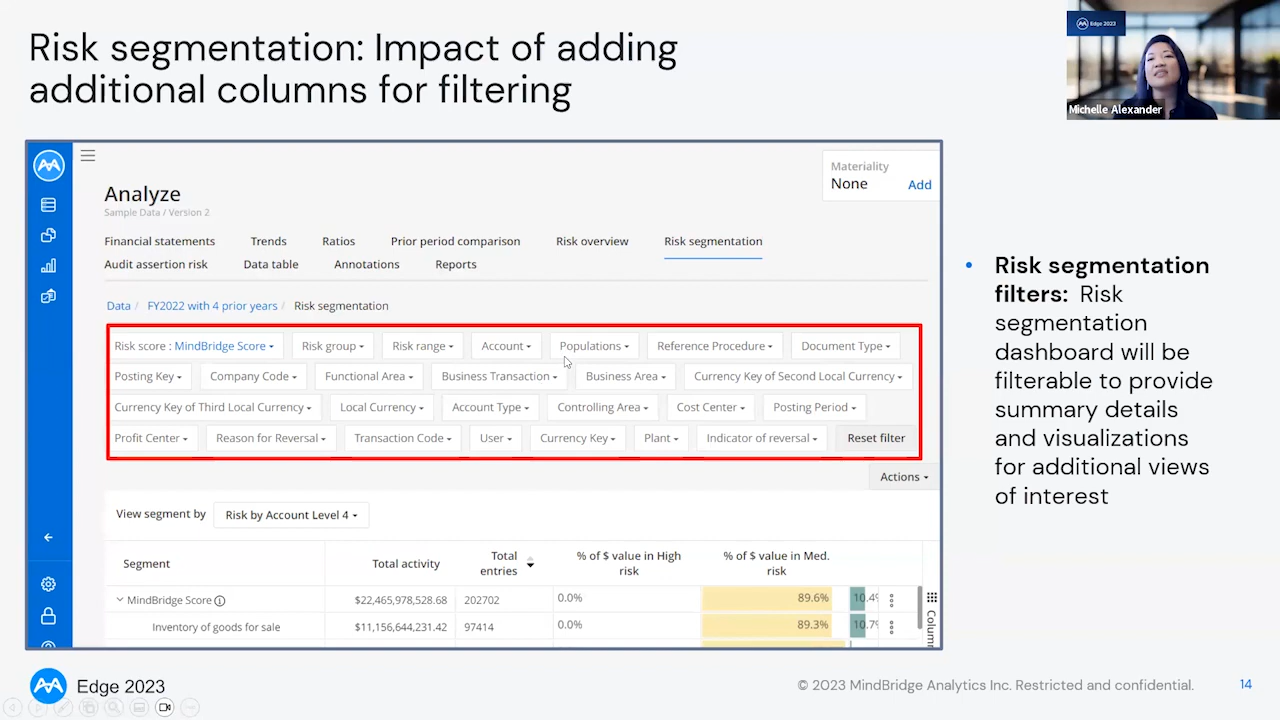 Risk segmentation: Impact of adding
additional columns for filtering
Edge 2023
Michelle Alexander
Materiality
None Add
Analyze
Sample Data / Version 2
Financial statements Trends Ratios Prior period comparison Risk overview Risk segmentation
Audit assertion risk Data table Annotations Reports
Data / FY2022 with 4 prior years / Risk segmentation
Risk score : MindBridge Score Risk group Risk range Account Populations Reference Procedure Document Type
Posting Key Company Code Functional Area Business Transaction Business Area Currency Key of Second Local Currency
Currency Key of Third Local Currency Local Currency Account Type Controlling Area Cost Center Posting Period
Profit Center Reason for Reversal Transaction Code User Currency Key Plant Indicator of reversal Reset filter
Actions
View segment by Risk by Account Level 4
Segment Total activity Total entries % of $ value in High risk % of $ value in Med. risk
MindBridge Score $22,465,978,528.68 202702 0.0% 89.6% 10.4%
Inventory of goods for sale $11,156,644,231.42 97414 0.0% 89.3% 10.7%
Column
• Risk segmentation
filters: Risk
segmentation
dashboard will be
filterable to provide
summary details
and visualizations
for additional views
of interest
Edge 2023
© 2023 MindBridge Analytics Inc. Restricted and confidential.
14